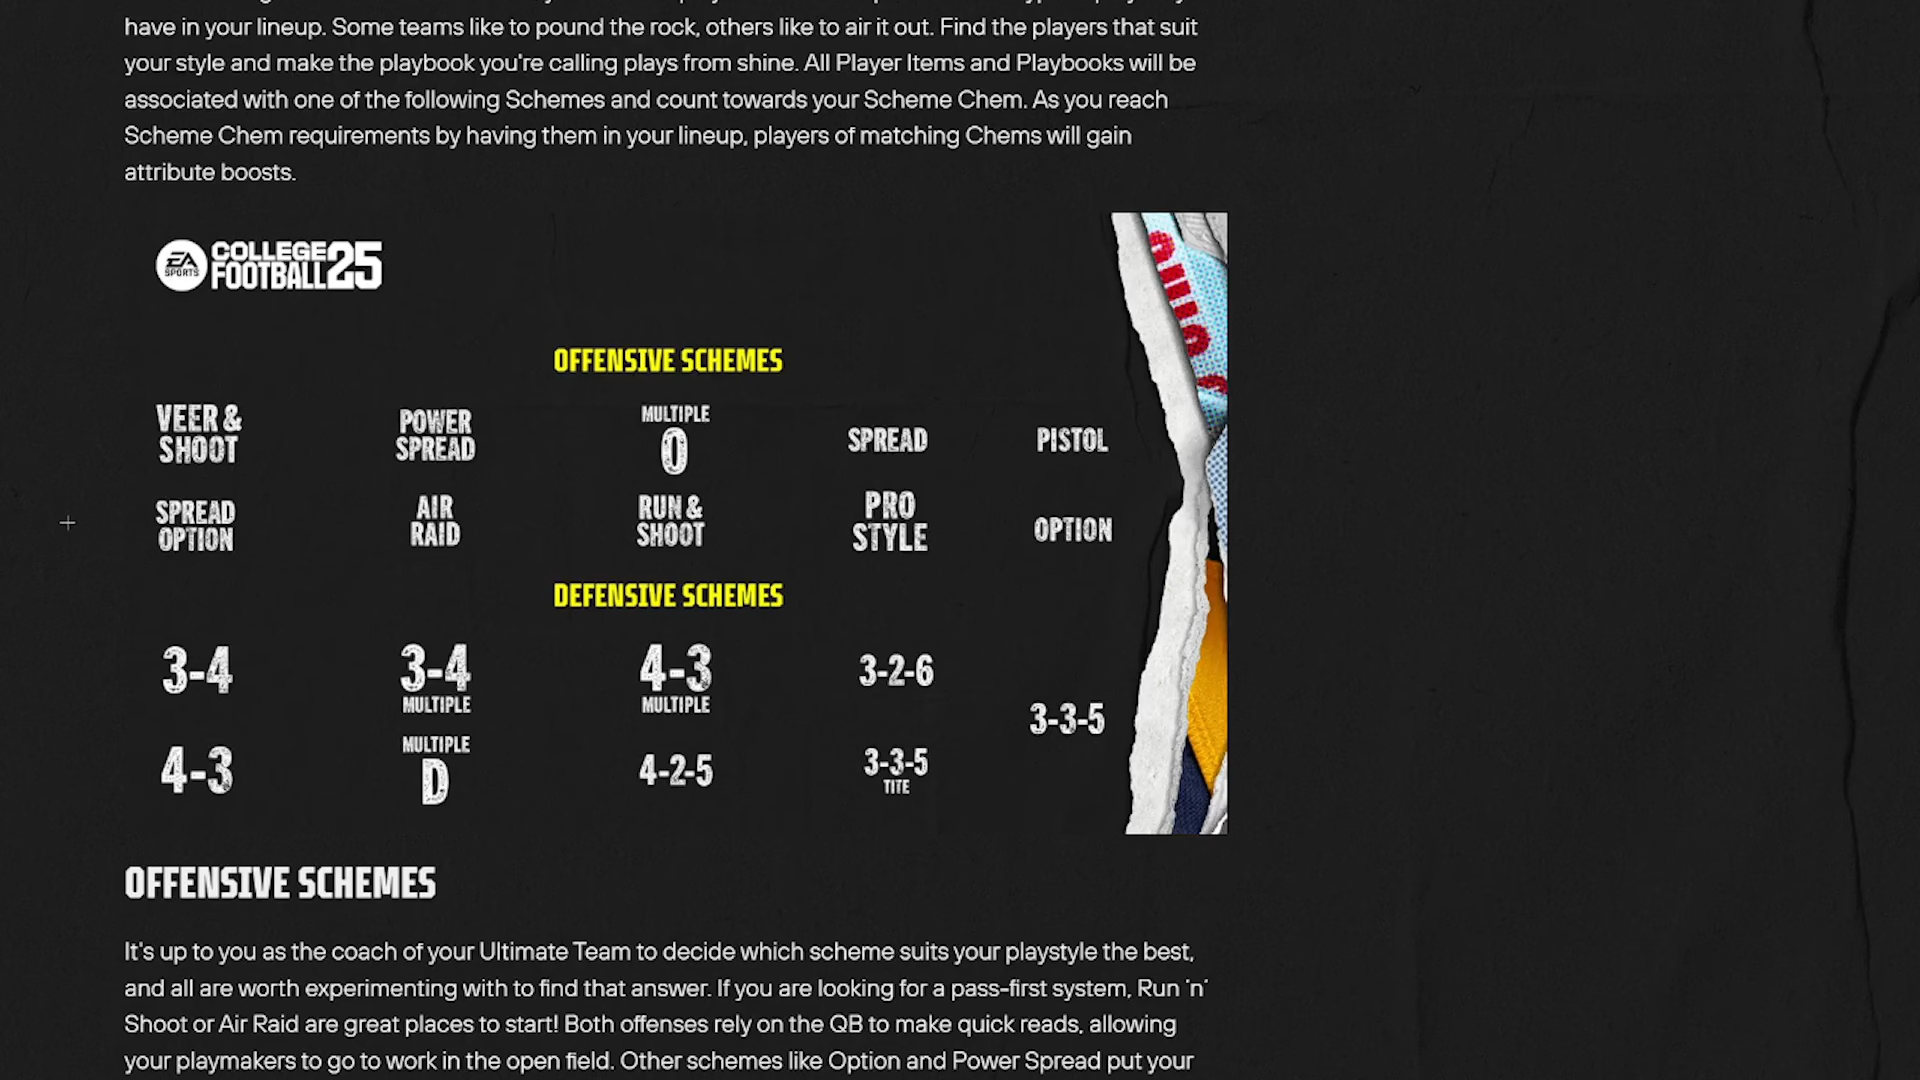 have in your lineup. Some teams like to pound the rock, others like to air it out. Find the players that suit
your style and make the playbook you're calling plays from shine. All Player Items and Playbooks will be
associated with one of the following Schemes and count towards your Scheme Chem. As you reach
Scheme Chem requirements by having them in your lineup, players of matching Chems will gain
attribute boosts.
EA
SPORTS
COLLEGE
FOOTBALL 25
OFFENSIVE SCHEMES
VEER &
SHOOT
POWER
SPREAD
MULTIPLE
O
SPREAD
PISTOL
SPREAD
OPTION
AIR
RAID
RUN &
SHOOT
PRO
STYLE
OPTION
DEFENSIVE SCHEMES
3-4
3-4
MULTIPLE
4-3
MULTIPLE
3-2-6
3-3-5
4-3
MULTIPLE
D
4-2-5
3-3-5
TITE
OFFENSIVE SCHEMES
It's up to you as the coach of your Ultimate Team to decide which scheme suits your playstyle the best,
and all are worth experimenting with to find that answer. If you are looking for a pass-first system, Run 'n'
Shoot or Air Raid are great places to start! Both offenses rely on the QB to make quick reads, allowing
your playmakers to go to work in the open field. Other schemes like Option and Power Spread put your